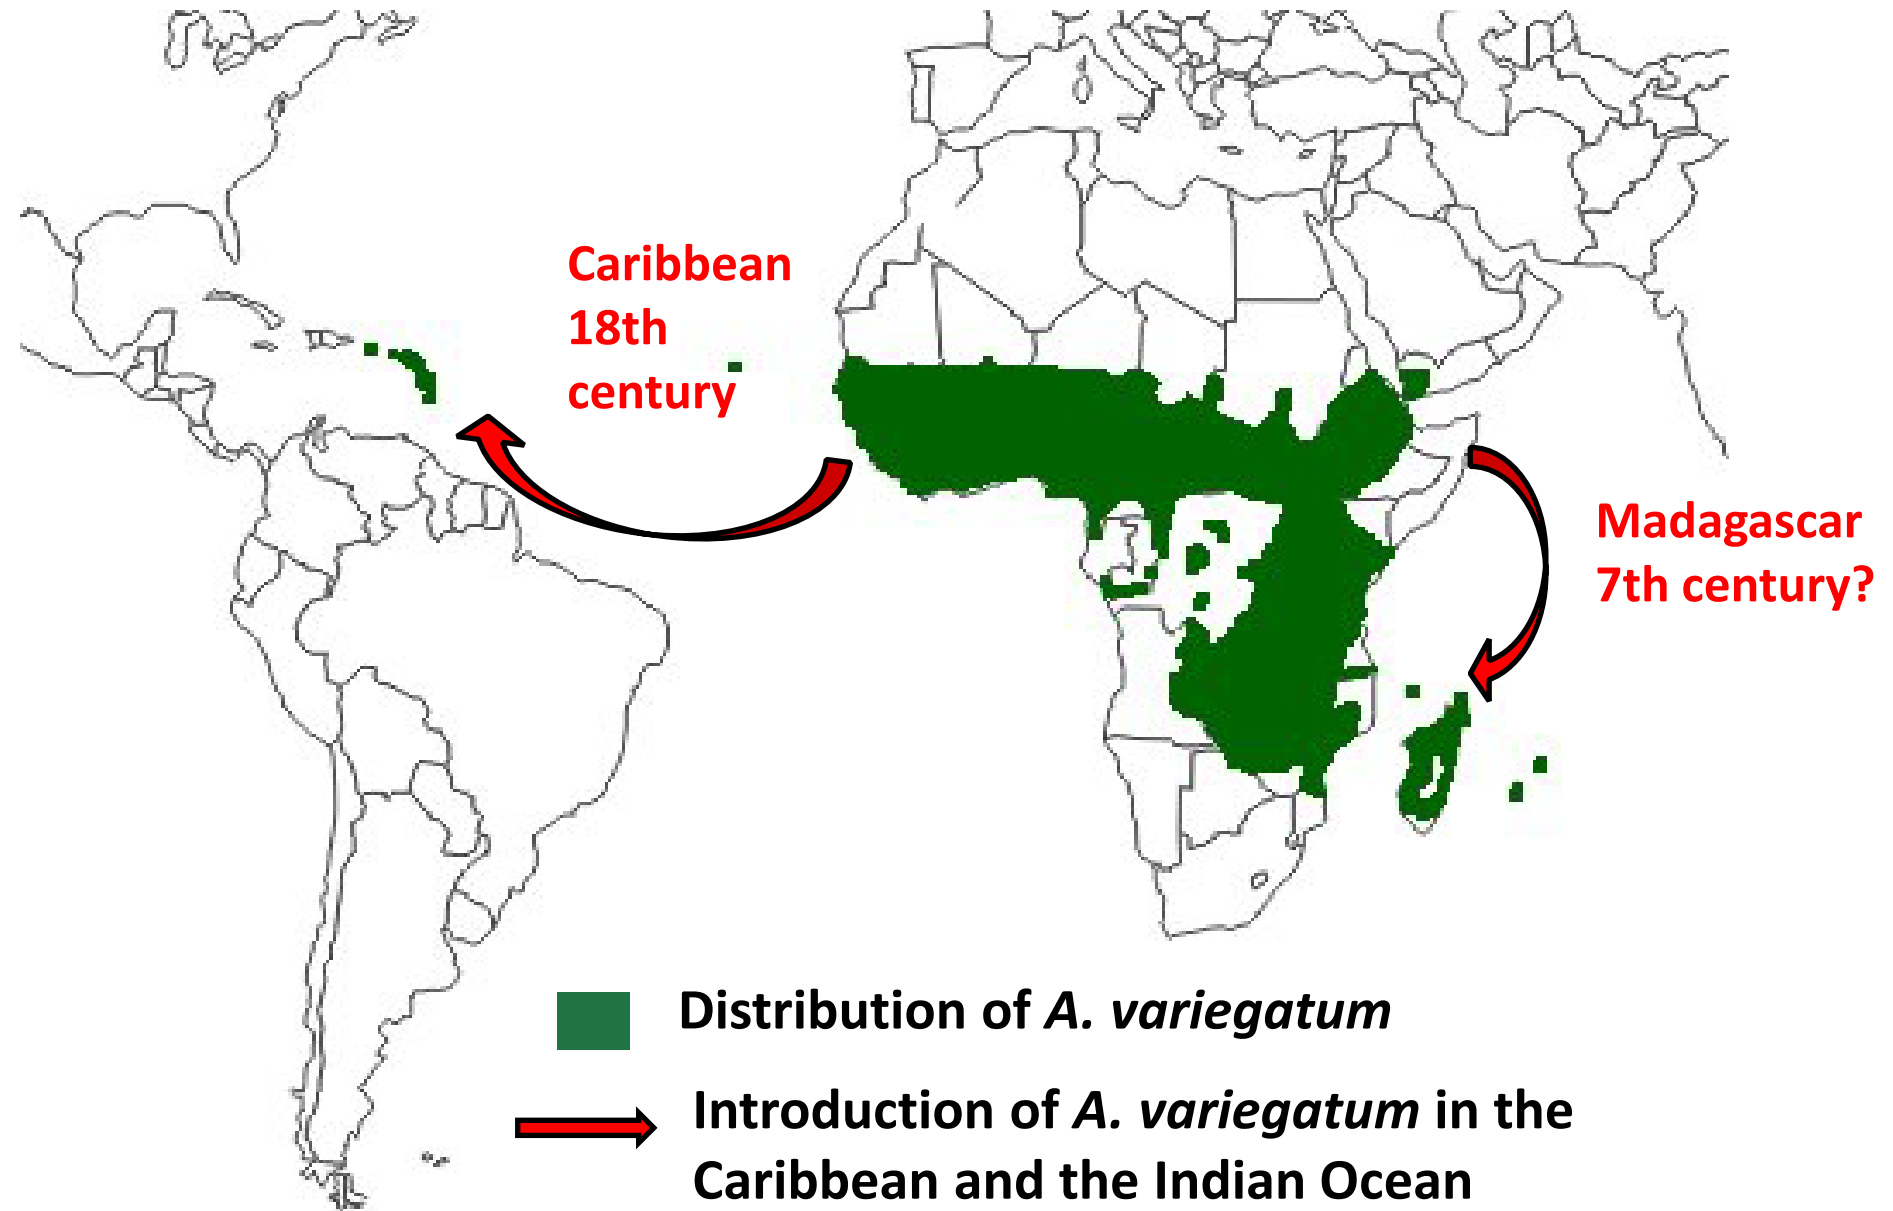 Caribbean
18th
century
Madagascar
7th century?
Distribution of A. variegatum
Introduction of A. variegatum in the
Caribbean and the Indian Ocean